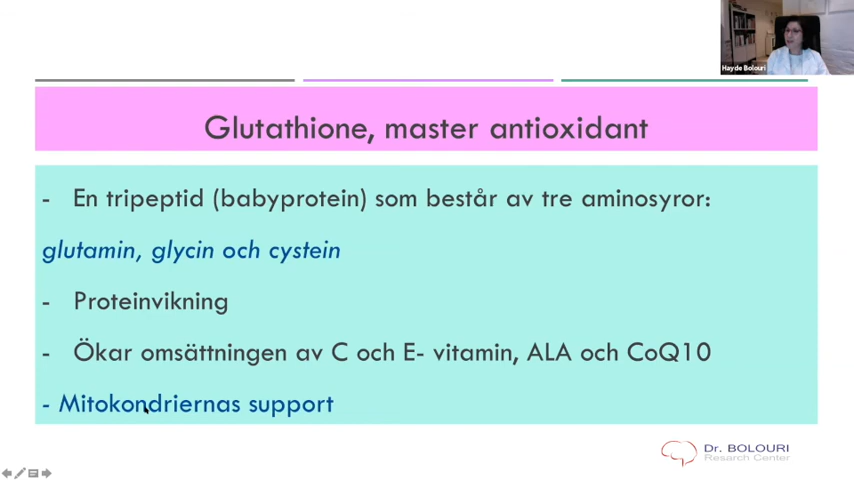 Hayde Bolouri
Glutathione, master antioxidant
- En tripeptid (babyprotein) som består av tre aminosyror:
glutamin, glycin och cystein
- Proteinvikning
- Ökar omsättningen av C och E- vitamin, ALA och CoQ10
- Mitokondriernas support
Dr. BOLOURI
Resarch Center